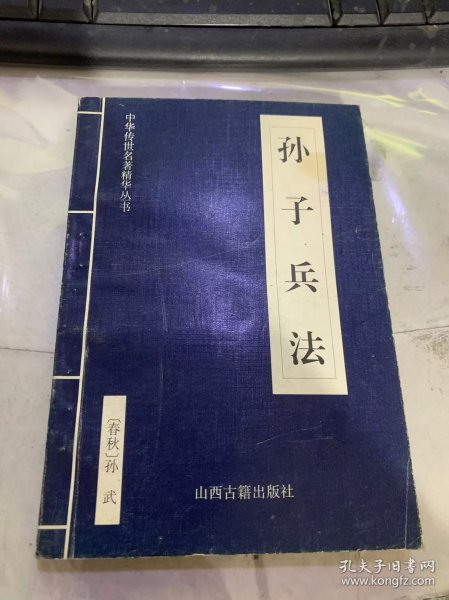 中华传世名著精华丛书
孙子兵法
〔春秋〕孙 武
山西古籍出版社
孔夫子旧书网
www.kongfz.com